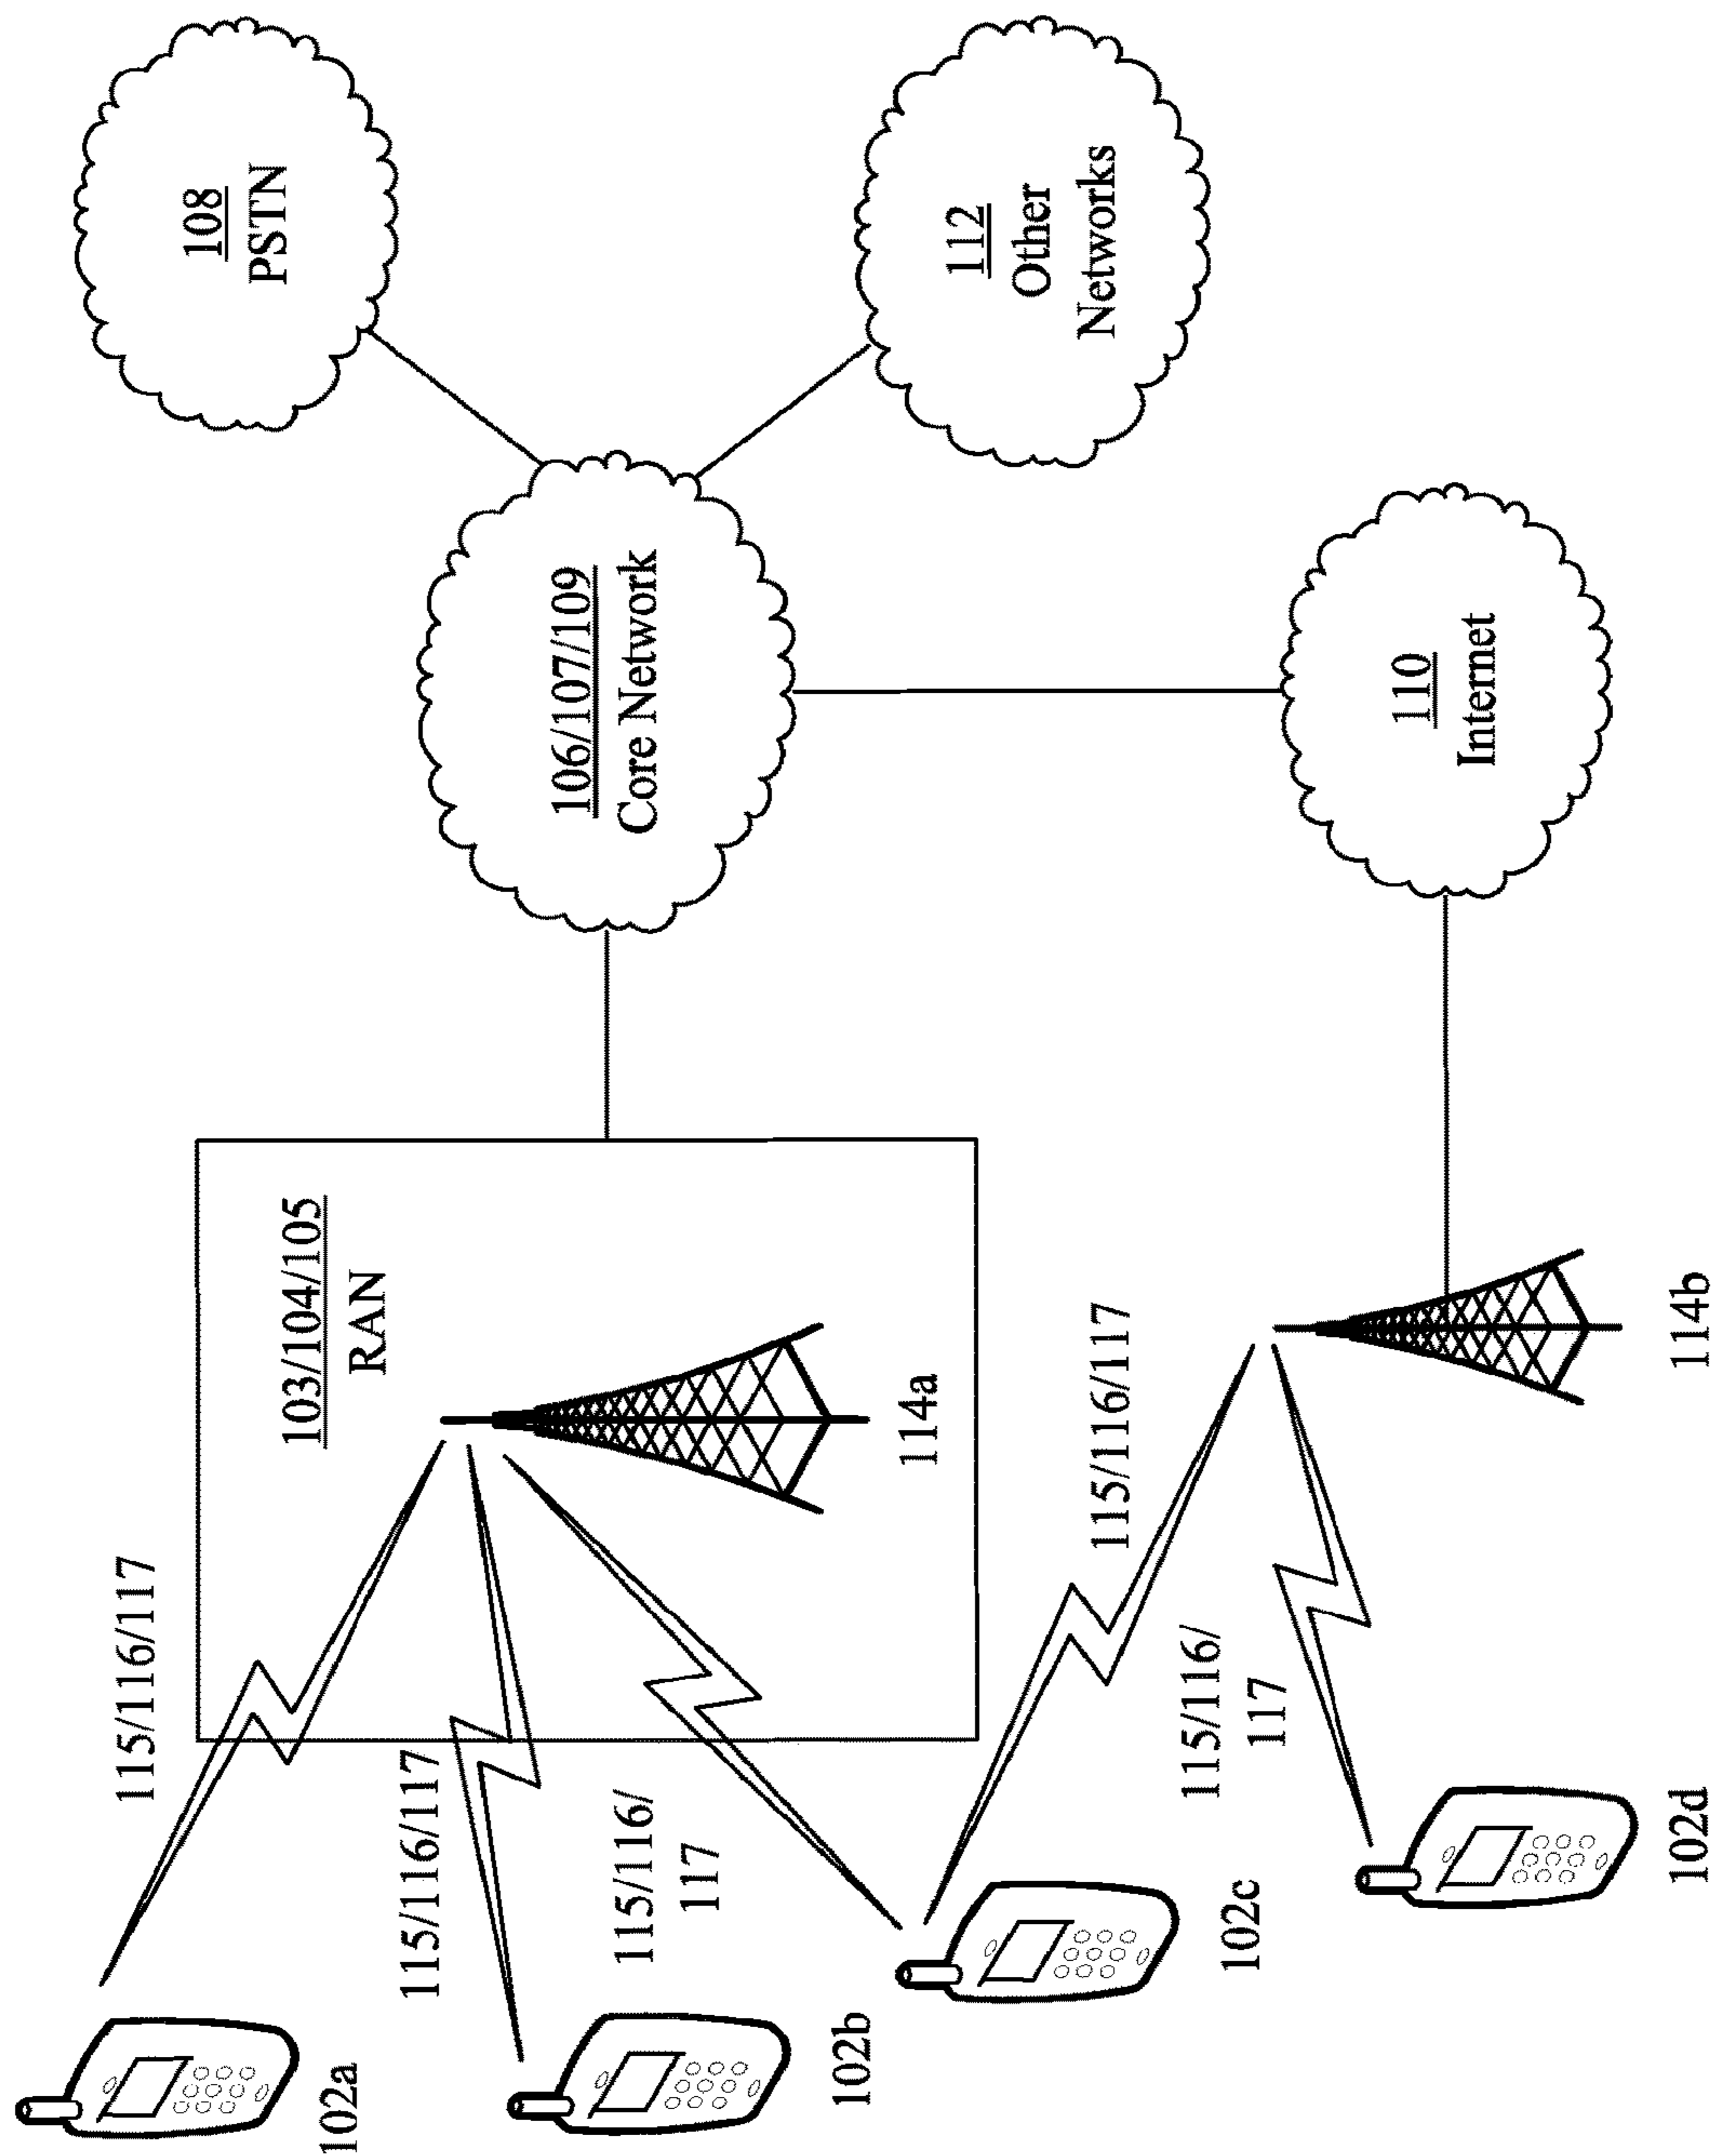 102a
115/116/117
103/104/105
RAN
108
PSTN
106/107/109
Core Network
102b
115/116/117
114a
112
Other
Networks
115/116/
117
102c
115/116/117
115/116/
117
110
Internet
102d
114b